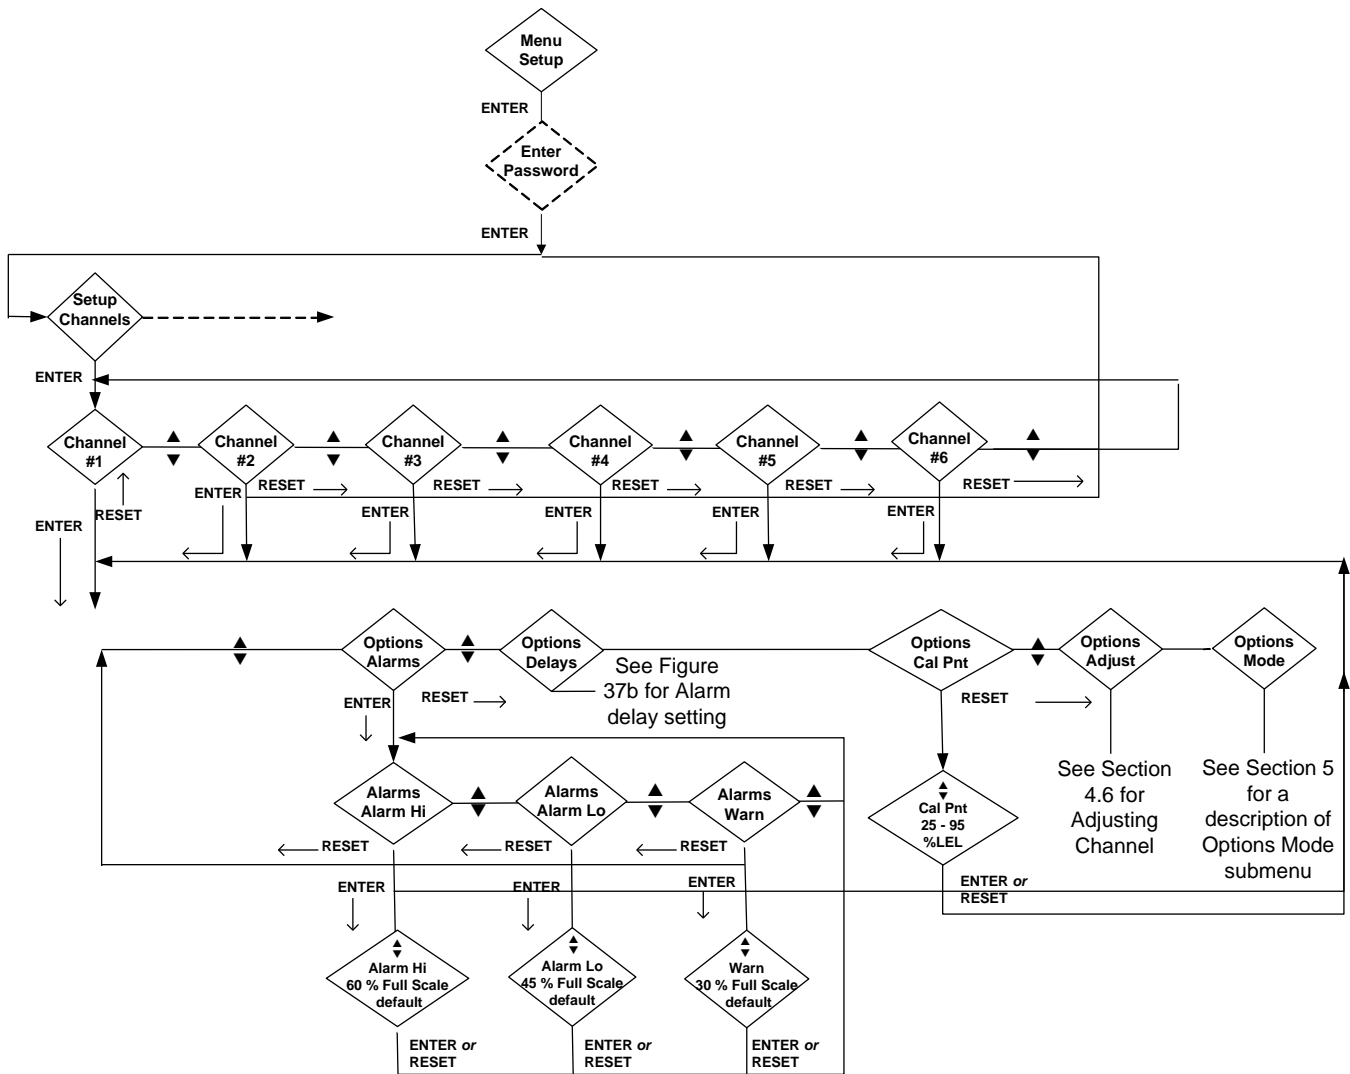 Menu
Setup
ENTER
Enter
Password
ENTER
Setup
Channels
ENTER
Channel
#1
Channel
#2
Channel
#3
Channel
#4
Channel
#5
Channel
#6
RESET
RESET
RESET
RESET
RESET
ENTER
RESET
ENTER
ENTER
ENTER
ENTER
ENTER
Options
Alarms
Options
Delays
Options
Cal Pnt
Options
Adjust
Options
Mode
See Figure
37b for Alarm
delay setting
ENTER
RESET
RESET
Alarms
Alarm Hi
Alarms
Alarm Lo
Alarms
Warn
Cal Pnt
25 - 95
%LEL
See Section
4.6 for
Adjusting
Channel
See Section 5
for a
description of
Options Mode
submenu
RESET
RESET
RESET
ENTER
ENTER
ENTER
ENTER or
RESET
Alarm Hi
60 % Full Scale
default
Alarm Lo
45 % Full Scale
default
Warn
30 % Full Scale
default
ENTER or
RESET
ENTER or
RESET
ENTER or
RESET